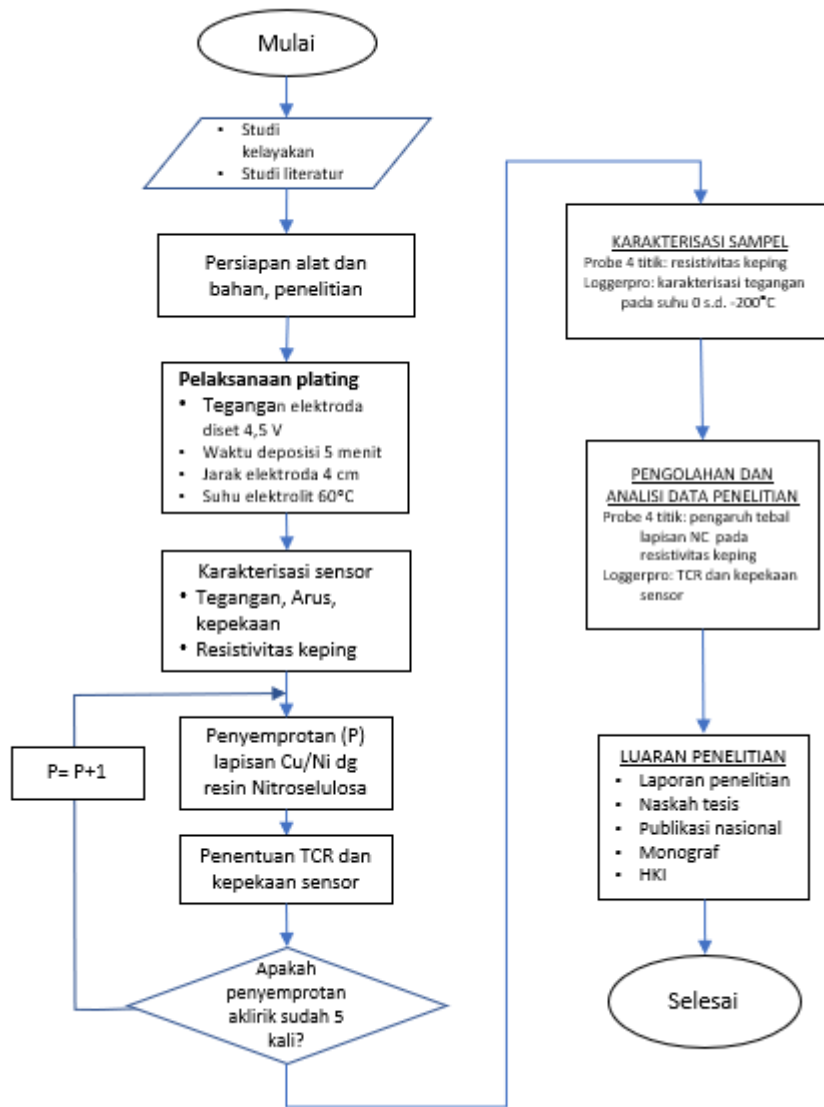 Mulai
▪ Studi
kelayakan
▪ Studi literatur
Persiapan alat dan
bahan, penelitian
Pelaksanaan plating
• Tegangan elektroda
diset 4,5 V
▪ Waktu deposisi 5 menit
▪ Jarak elektroda 4 cm
▪ Suhu elektrolit 60°C
Karakterisasi sensor
• Tegangan, Arus,
kepekaan
• Resistivitas keping
P= P+1
Penyemprotan (P)
lapisan Cu/Ni dg
resin Nitroselulosa
Penentuan TCR dan
kepekaan sensor
Apakah
penyemprotan
aklirik sudah 5
kali?
KARAKTERISASI SAMPEL
Probe 4 titik: resistivitas keping
Loggerpro: karakterisasi tegangan
pada suhu 0 s.d. -200°C
PENGOLAHAN DAN
ANALISI DATA PENELITIAN
Probe 4 titik: pengaruh tebal
lapisan NC pada
resistivitas keping
Loggerpro: TCR dan kepekaan
sensor
LUARAN PENELITIAN
▪ Laporan penelitian
▪ Naskah tesis
▪ Publikasi nasional
▪ Monograf
▪ HKI
Selesai